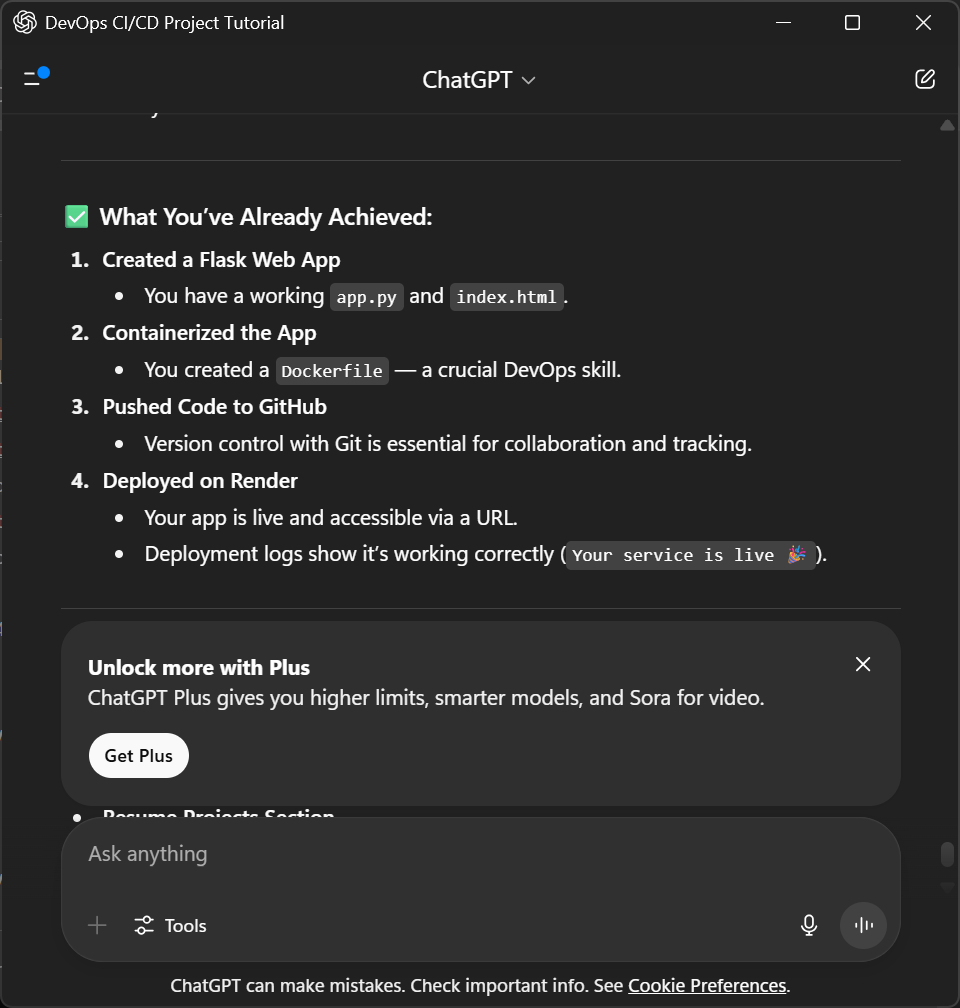 DevOps CI/CD Project Tutorial
ChatGPT
✅ What You’ve Already Achieved:
1. Created a Flask Web App
• You have a working app.py and index.html.
2. Containerized the App
• You created a Dockerfile — a crucial DevOps skill.
3. Pushed Code to GitHub
• Version control with Git is essential for collaboration and tracking.
4. Deployed on Render
• Your app is live and accessible via a URL.
• Deployment logs show it’s working correctly (Your service is live 🎉).
Unlock more with Plus
ChatGPT Plus gives you higher limits, smarter models, and Sora for video.
Get Plus
• Resume Projects Section
Ask anything
Tools
ChatGPT can make mistakes. Check important info. See Cookie Preferences.